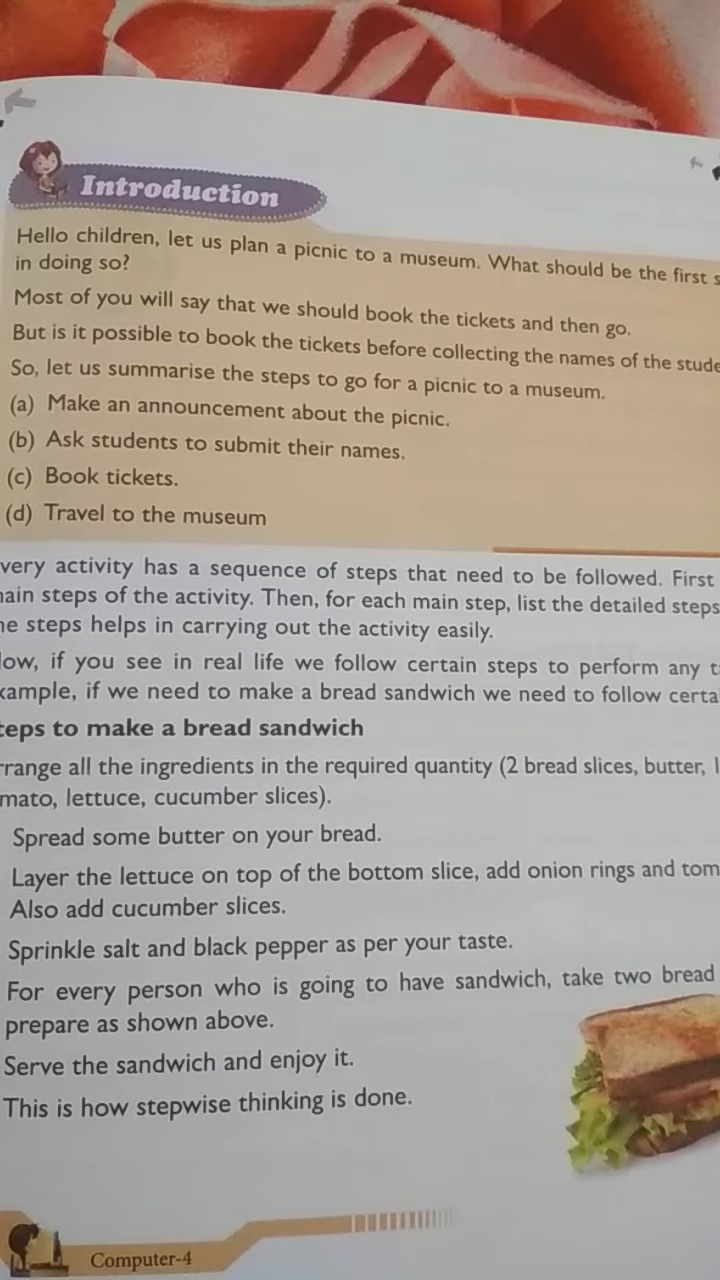 Introduction
Hello children, let us plan a picnic to a museum. What should be the first
in doing so?
Most of you will say that we should book the tickets and then go.
But is it possible to book the tickets before collecting the names of the
So, let us summarise the steps to go for a picnic to a museum.
(a) Make an announcement about the picnic.
(b) Ask students to submit their names.
(c) Book tickets.
(d) Travel to the museum
very activity has a sequence of steps that need to be followed. First
steps of the activity. Then, for each main step, list the detailed steps
steps helps in carrying out the activity easily.
if you see in real life we follow certain steps to perform any
if we need to make a bread sandwich we need to follow
to make a bread sandwich
all the ingredients in the required quantity (2 bread slices, butter,
lettuce, cucumber slices).
Spread some butter on your bread.
Layer the lettuce on top of the bottom slice, add onion rings and
Also add cucumber slices.
Sprinkle salt and black pepper as per your taste.
For every person who is going to have sandwich, take two bread
prepare as shown above.
Serve the sandwich and enjoy it.
This is how stepwise thinking is done.
Computer-4